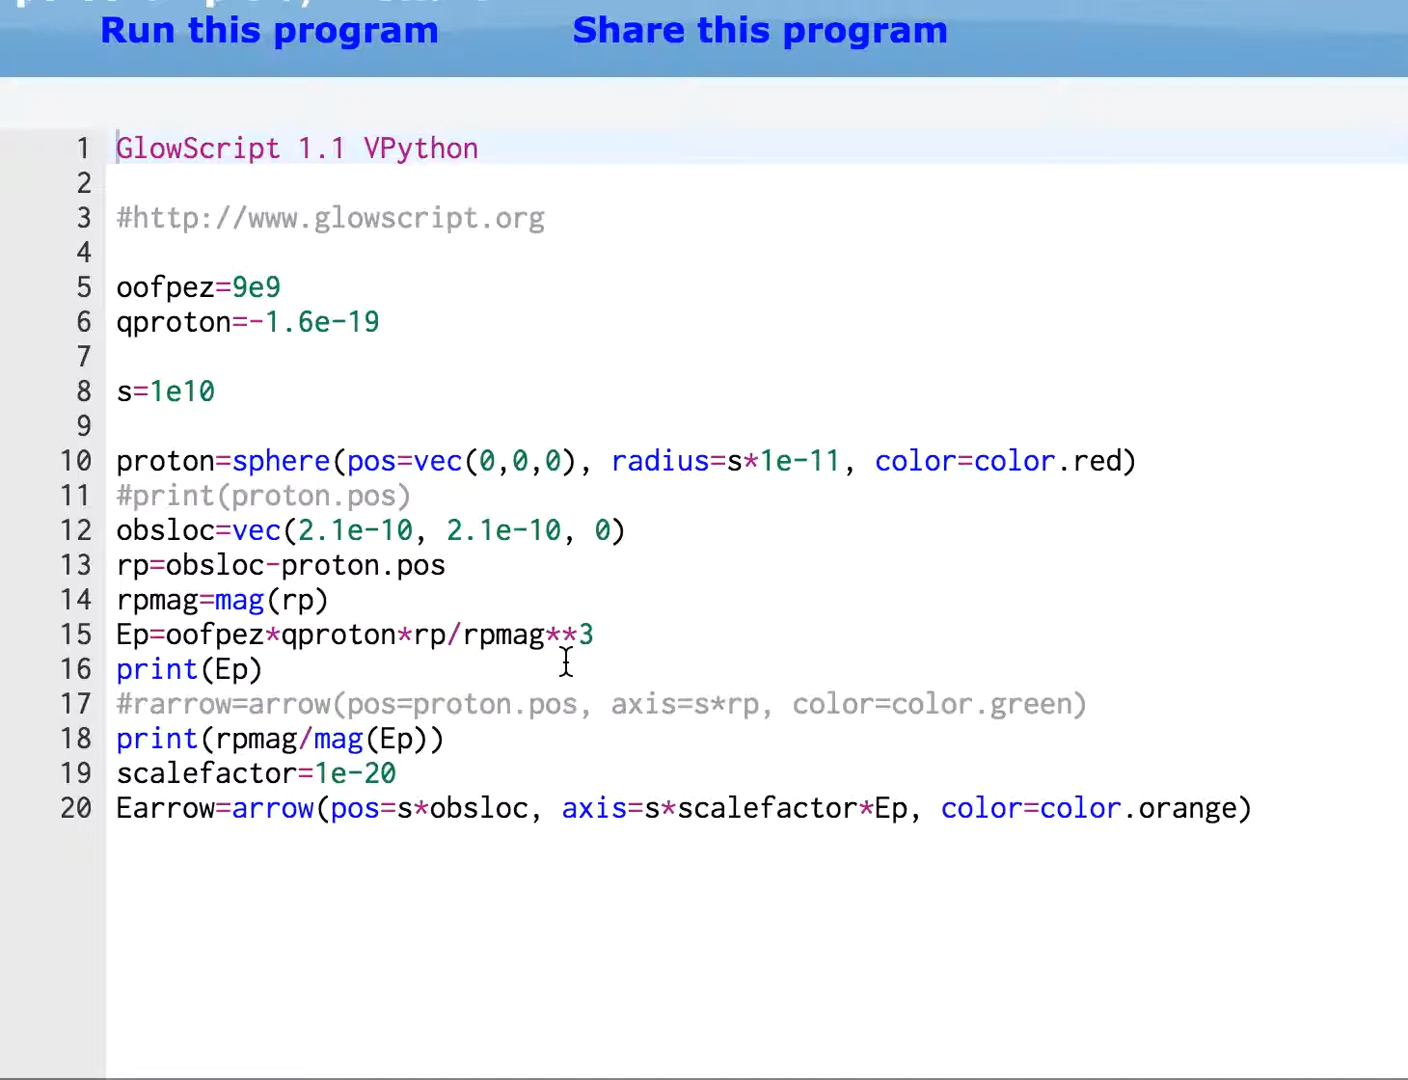 Run this program Share this program
1 GlowScript 1.1 VPython
2
3 #http://www.glowscript.org
4
5 oofpez=9e9
6 qproton=-1.6e-19
7
8 s=1e10
9
10 proton=sphere(pos=vec(0,0,0), radius=s*1e-11, color=color.red)
11 #print(proton.pos)
12 obsloc=vec(2.1e-10, 2.1e-10, 0)
13 rp=obsloc-proton.pos
14 rpmag=mag(rp)
15 Ep=oofpez*qproton*rp/rpmag**3
16 print(Ep)
17 #rarrow=arrow(pos=proton.pos, axis=s*rp, color=color.green)
18 print(rpmag/mag(Ep))
19 scalefactor=1e-20
20 Earrow=arrow(pos=s*obsloc, axis=s*scalefactor*Ep, color=color.orange)